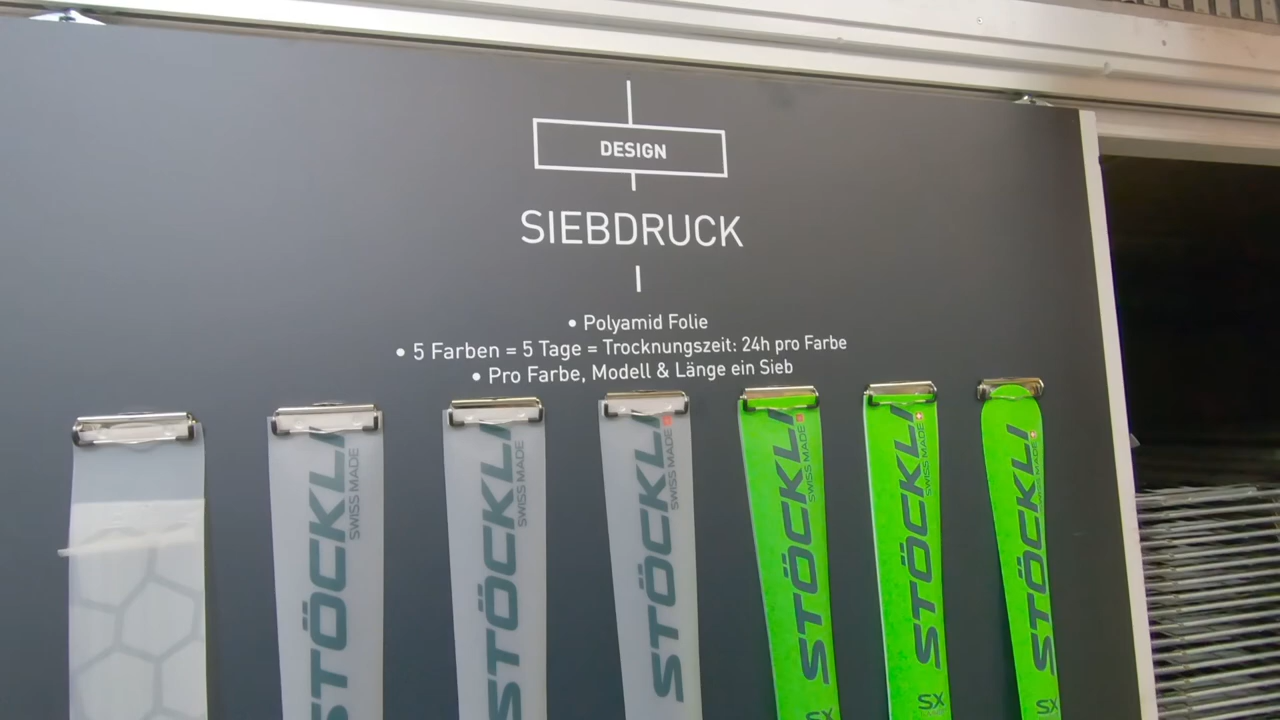 DESIGN
SIEBDRUCK
• Polyamid Folie
• 5 Farben = 5 Tage = Trocknungszeit: 24h pro Farbe
• Pro Farbe, Modell & Länge ein Sieb
STÖCKLI
SWISS MADE
STÖCKLI
SWISS MADE
STÖCKLI
SWISS MADE
STÖCKLI
SWISS MADE
SX
STÖCKLI
SWISS MADE
SX
STÖCKLI
SWISS MADE
SX